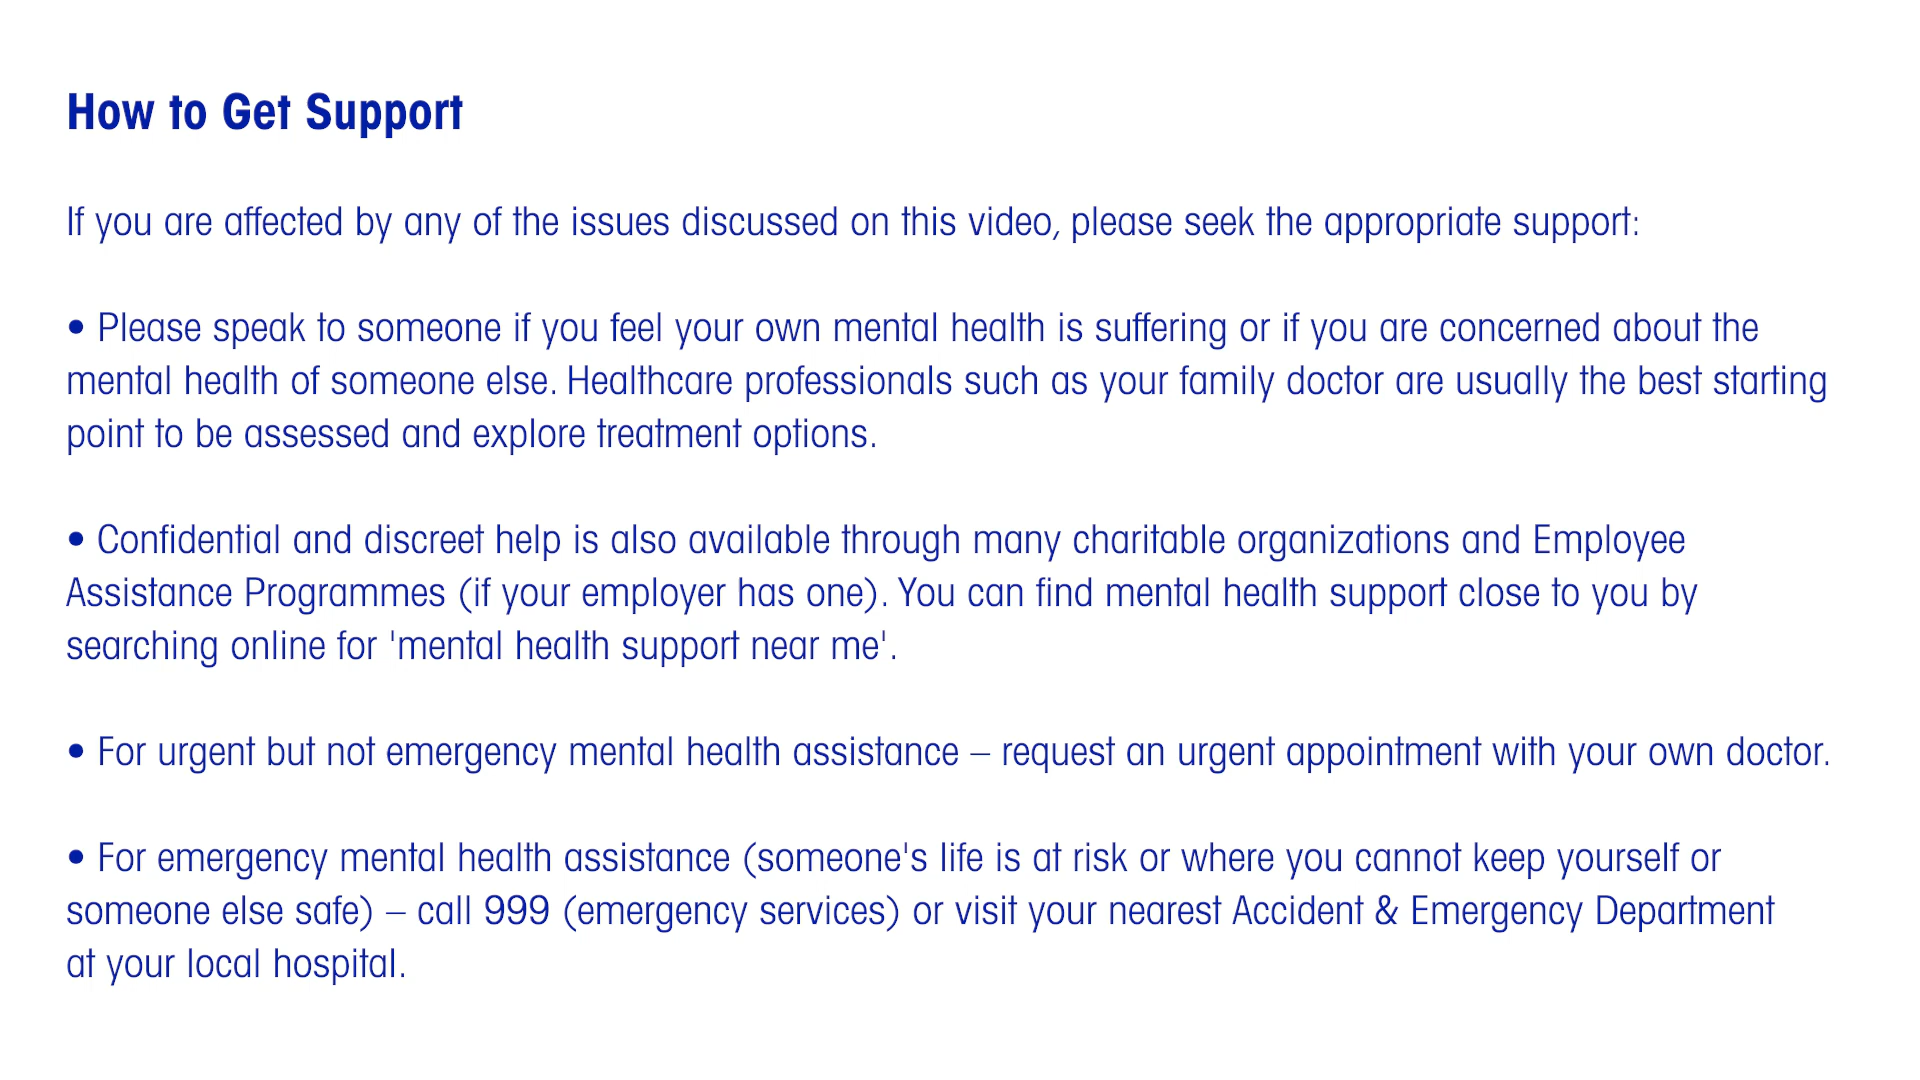 How to Get Support
If you are affected by any of the issues discussed on this video, please seek the appropriate support:
• Please speak to someone if you feel your own mental health is suffering or if you are concerned about the
mental health of someone else. Healthcare professionals such as your family doctor are usually the best starting
point to be assessed and explore treatment options.
• Confidential and discreet help is also available through many charitable organizations and Employee
Assistance Programmes (if your employer has one). You can find mental health support close to you by
searching online for 'mental health support near me'.
• For urgent but not emergency mental health assistance – request an urgent appointment with your own doctor.
• For emergency mental health assistance (someone's life is at risk or where you cannot keep yourself or
someone else safe) – call 999 (emergency services) or visit your nearest Accident & Emergency Department
at your local hospital.